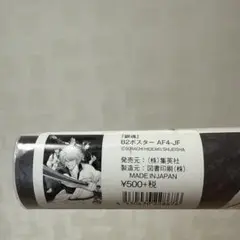 『銀魂』
B2ポスター AF4-JF
©SORACHI HIDEAKI/SHUEISHA
発売元：（株）集英社
製造元：図書印刷（株）
MADE IN JAPAN
¥500+税